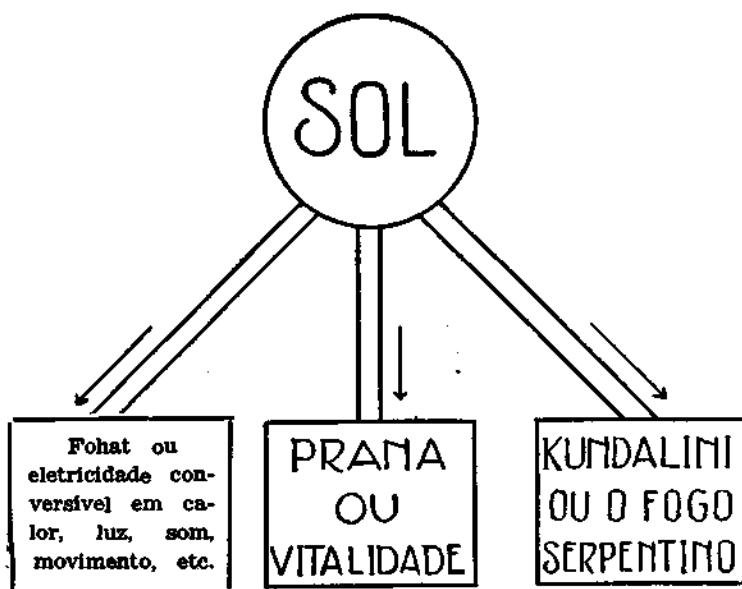 SOL
Fohat ou
eletricidade con-
versível em ca-
lor, luz, som,
movimento, etc.
PRANA
OU
VITALIDADE
KUNDALINI
OU O FOGO
SERPENTINO